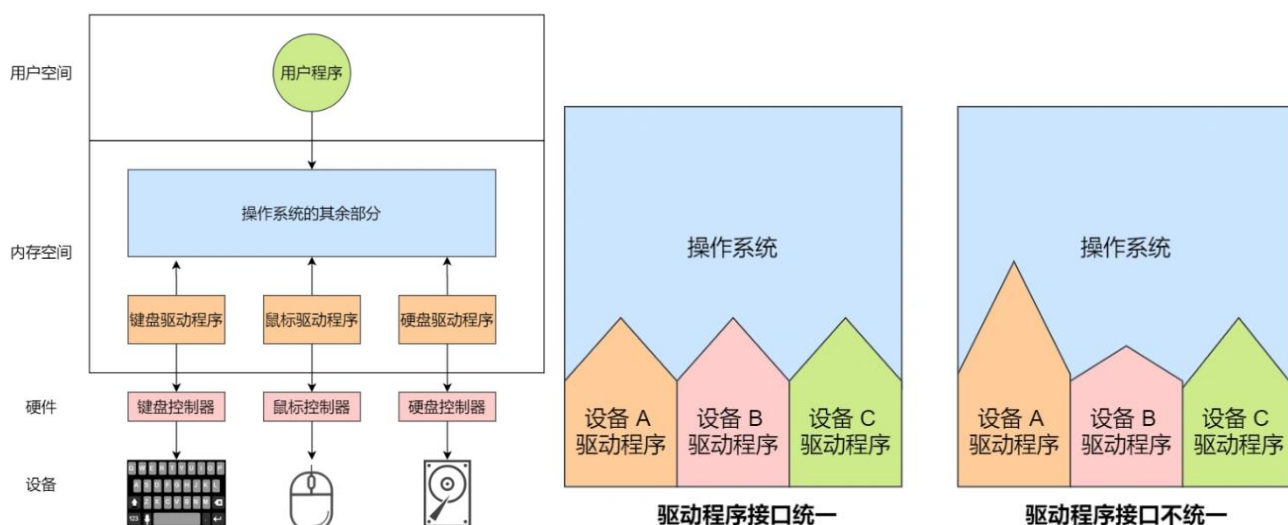 用户空间
用户程序
操作系统的其余部分
内存空间
键盘驱动程序
鼠标驱动程序
硬盘驱动程序
硬件
键盘控制器
鼠标控制器
硬盘控制器
设备
Q W E R T Y U I O P
A S D F G H J K L
Z X C V B N M
123
操作系统
设备 A
驱动程序
设备 B
驱动程序
设备 C
驱动程序
驱动程序接口统一
操作系统
设备 A
驱动程序
设备 B
驱动程序
设备 C
驱动程序
驱动程序接口不统一